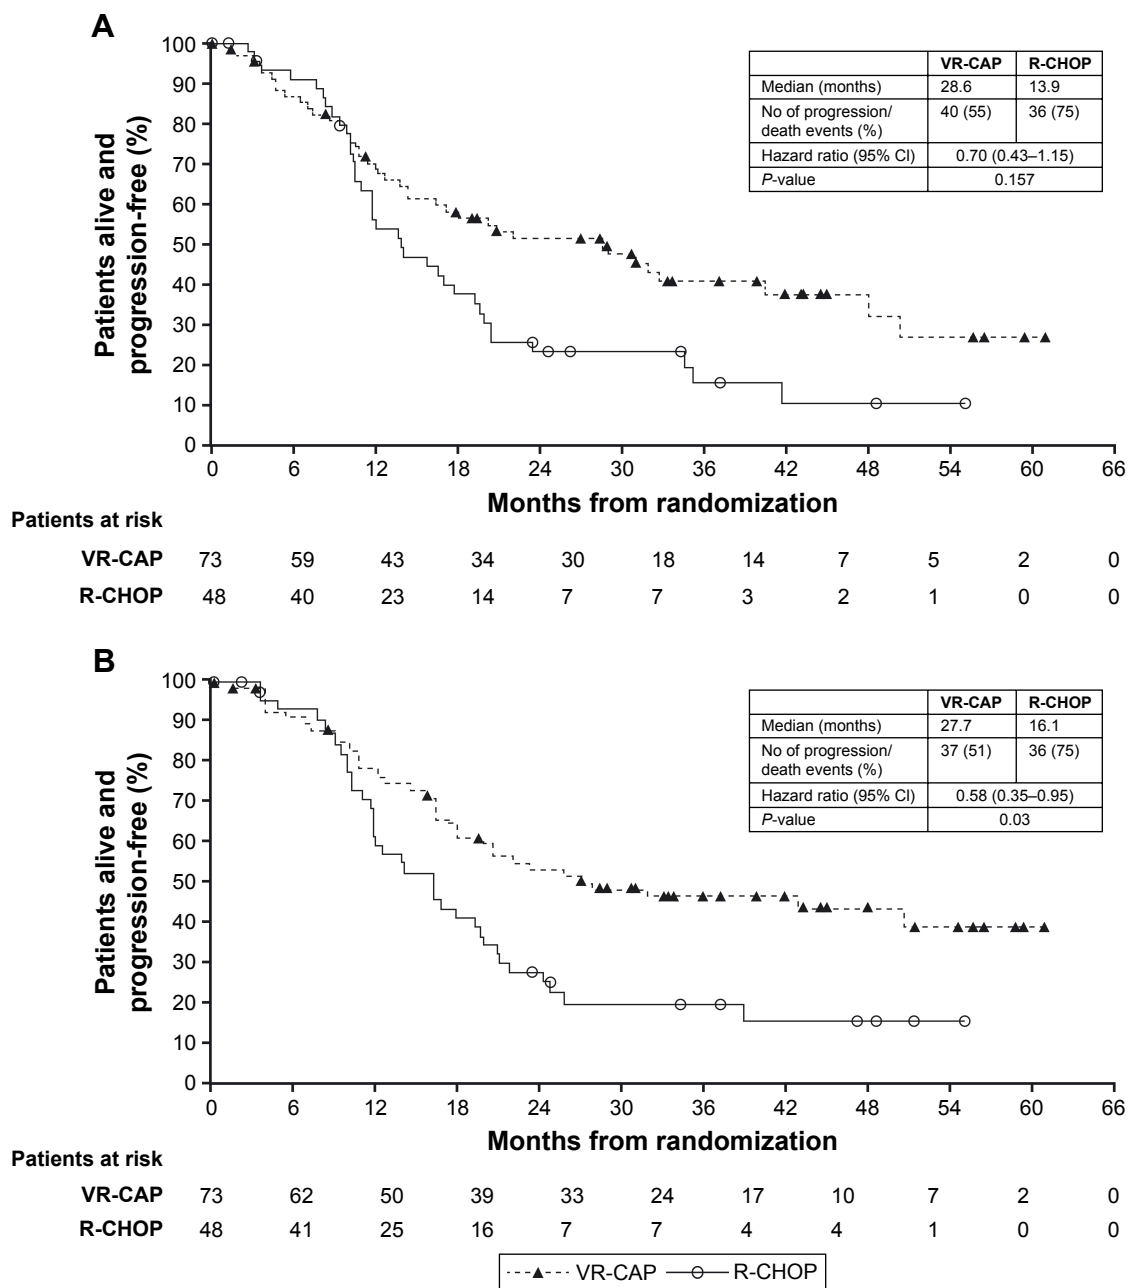 A
100
90
80
70
60
50
40
30
20
10
0
Patients alive and
progression-free (%)
VR-CAP R-CHOP
Median (months) 28.6 13.9
No of progression/ 40 (55) 36 (75)
death events (%)
Hazard ratio (95% CI) 0.70 (0.43–1.15)
P-value 0.157
0 6 12 18 24 30 36 42 48 54 60 66
Months from randomization
Patients at risk
VR-CAP 73 59 43 34 30 18 14 7 5 2 0
R-CHOP 48 40 23 14 7 7 3 2 1 0 0
B
100
90
80
70
60
50
40
30
20
10
0
Patients alive and
progression-free (%)
VR-CAP R-CHOP
Median (months) 27.7 16.1
No of progression/ 37 (51) 36 (75)
death events (%)
Hazard ratio (95% CI) 0.58 (0.35–0.95)
P-value 0.03
0 6 12 18 24 30 36 42 48 54 60 66
Months from randomization
Patients at risk
VR-CAP 73 62 50 39 33 24 17 10 7 2 0
R-CHOP 48 41 25 16 7 7 4 4 1 0 0
VR-CAP R-CHOP